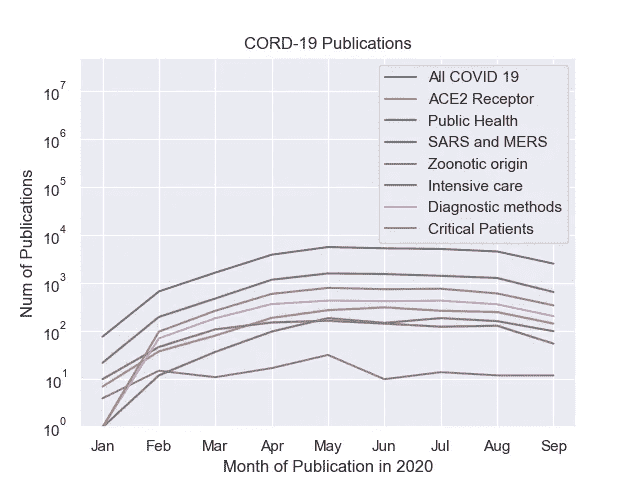 CORD-19 Publications
All COVID 19
ACE2 Receptor
Public Health
SARS and MERS
Zoonotic origin
Intensive care
Diagnostic methods
Critical Patients
Num of Publications
10^7
10^6
10^5
10^4
10^3
10^2
10^1
10^0
Jan Feb Mar Apr May Jun Jul Aug Sep
Month of Publication in 2020